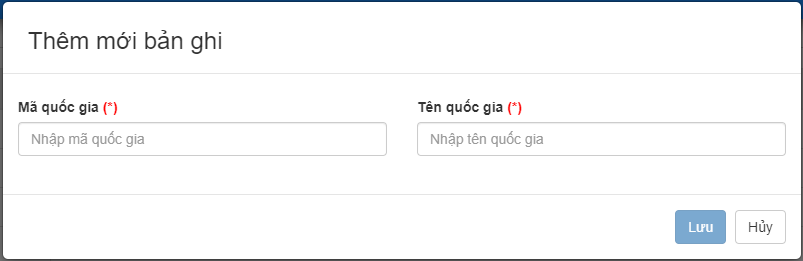 Thêm mới bản ghi
Mã quốc gia (*)
Tên quốc gia (*)
Nhập mã quốc gia
Nhập tên quốc gia
Lưu
Hủy